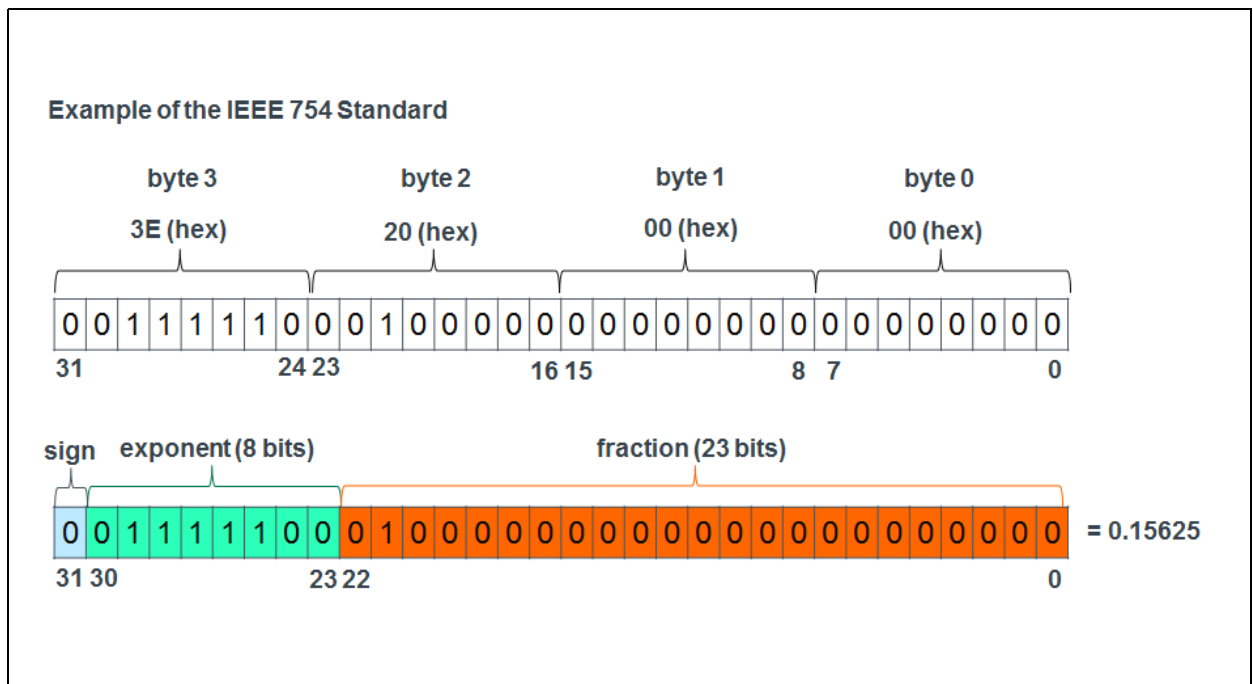 Example of the IEEE 754 Standard
byte 3 byte 2 byte 1 byte 0
3E (hex) 20 (hex) 00 (hex) 00 (hex)
0 0 1 1 1 1 1 0 0 0 1 0 0 0 0 0 0 0 0 0 0 0 0 0 0 0 0 0 0 0 0 0
31 24 23 16 15 8 7 0
sign exponent (8 bits) fraction (23 bits)
0 0 1 1 1 1 1 0 0 0 1 0 0 0 0 0 0 0 0 0 0 0 0 0 0 0 0 0 0 0 0 0 = 0.15625
31 30 23 22 0